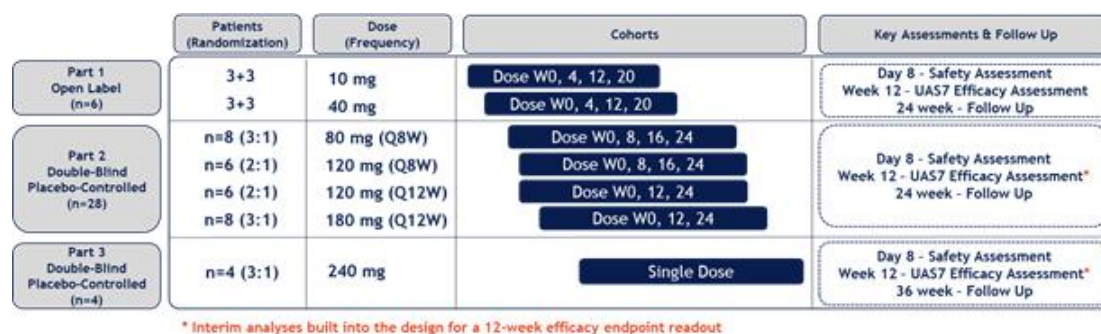 Patients
(Randomization)
Dose
(Frequency)
Cohorts
Key Assessments & Follow Up
Part 1
Open Label
(n=6)
3+3
10 mg
Dose W0, 4, 12, 20
3+3
40 mg
Dose W0, 4, 12, 20
Day 8 - Safety Assessment
Week 12 - UAS7 Efficacy Assessment
24 week - Follow Up
Part 2
Double-Blind
Placebo-Controlled
(n=28)
n=8 (3:1)
80 mg (Q8W)
Dose W0, 8, 16, 24
n=6 (2:1)
120 mg (Q8W)
Dose W0, 8, 16, 24
n=6 (2:1)
120 mg (Q12W)
Dose W0, 12, 24
n=8 (3:1)
180 mg (Q12W)
Dose W0, 12, 24
Day 8 - Safety Assessment
Week 12 - UAS7 Efficacy Assessment*
24 week - Follow Up
Part 3
Double-Blind
Placebo-Controlled
(n=4)
n=4 (3:1)
240 mg
Single Dose
Day 8 - Safety Assessment
Week 12 - UAS7 Efficacy Assessment*
36 week - Follow Up
* Interim analyses built into the design for a 12-week efficacy endpoint readout